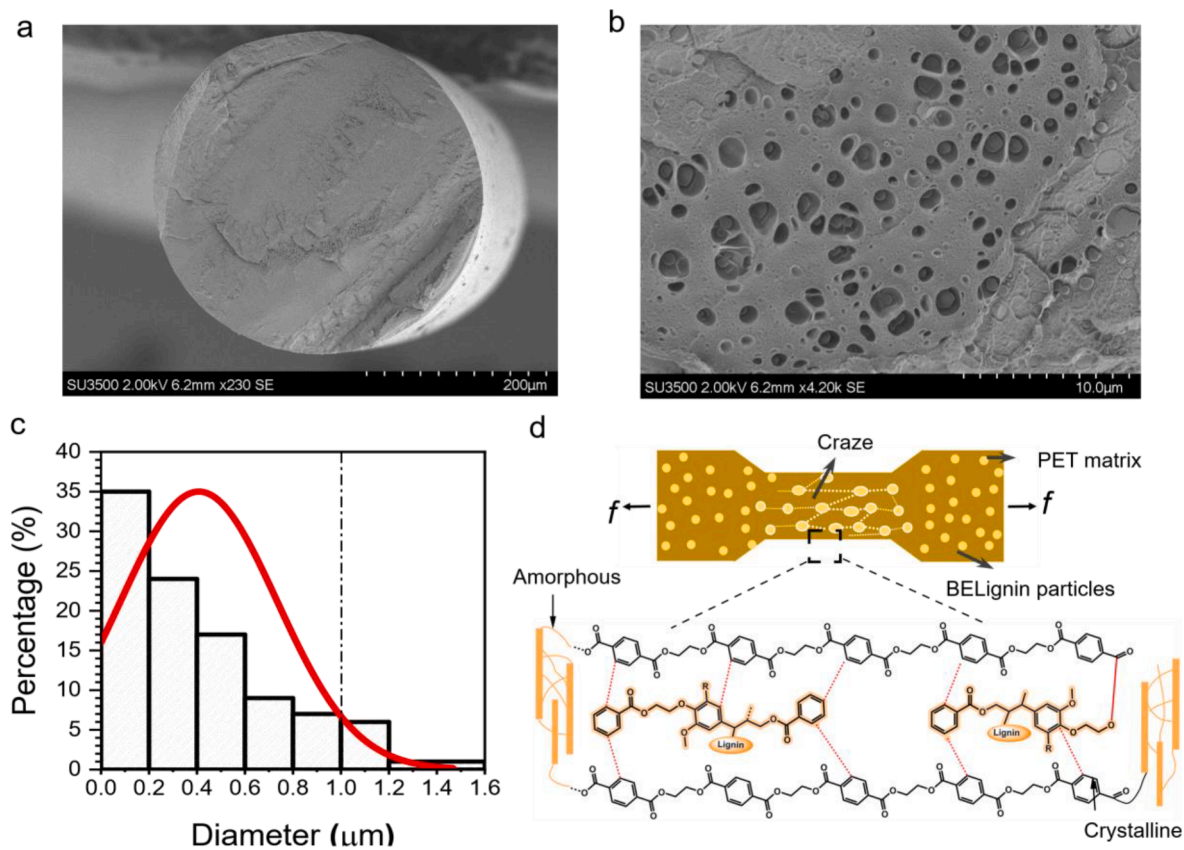 a
b
SU3500 2.00kV 6.2mm x230 SE 200µm
SU3500 2.00kV 6.2mm x4.20k SE 10.0µm
c
40
35
30
25
20
15
10
5
0
Percentage (%)
0.0 0.2 0.4 0.6 0.8 1.0 1.2 1.4 1.6
Diameter (µm)
d
Craze
PET matrix
f
f
BELignin particles
Amorphous
O O O O O
O O O O O O O O O
O O O O O
O R O
O O O O O
Lignin Lignin
O O R O
O O O O O
O O O O O O O O O
O O O O O
Crystalline